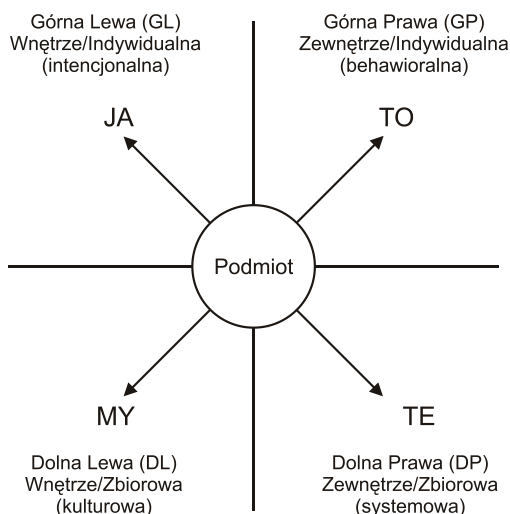 Górna Lewa (GL)
Wnętrze/Indywidualna
(intencjonalna)
Górna Prawa (GP)
Zewnętrze/Indywidualna
(behawioralna)
JA
TO
Podmiot
MY
TE
Dolna Lewa (DL)
Wnętrze/Zbiorowa
(kulturowa)
Dolna Prawa (DP)
Zewnętrze/Zbiorowa
(systemowa)